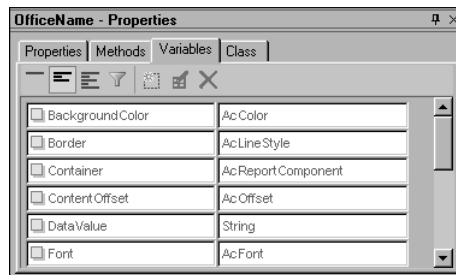 OfficeName - Properties
Properties Methods Variables Class
BackgroundColor AcColor
Border AcLineStyle
Container AcReportComponent
ContentOffset AcOffset
DataValue String
Font AcFont